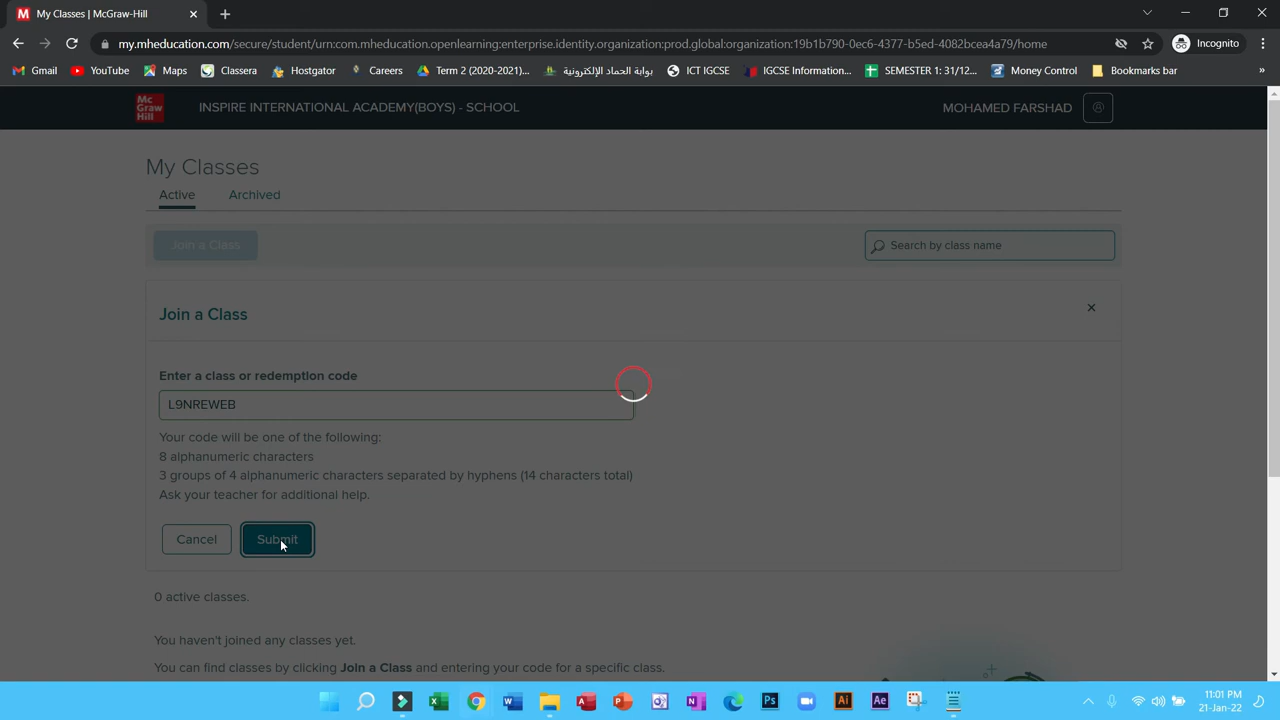 My Classes | McGraw-Hill
my.mheducation.com/secure/student/urn:com.mheducation.openlearning:enterprise.identity.organization:prod.global:organization:19b1b790-0ec6-4377-b5ed-4082bcea4a79/home
Incognito
Gmail YouTube Maps Classera Hostgator Careers Term 2 (2020-2021)... بوابة الحماد الإلكترونية ICT IGCSE IGCSE Information... SEMESTER 1: 31/12... Money Control Bookmarks bar
Mc Graw Hill
INSPIRE INTERNATIONAL ACADEMY(BOYS) - SCHOOL
MOHAMED FARSHAD
My Classes
Active Archived
Join a Class
Search by class name
Join a Class
Enter a class or redemption code
L9NREWEB
Your code will be one of the following:
8 alphanumeric characters
3 groups of 4 alphanumeric characters separated by hyphens (14 characters total)
Ask your teacher for additional help.
Cancel Submit
0 active classes.
You haven't joined any classes yet.
You can find classes by clicking Join a Class and entering your code for a specific class.
11:01 PM
21-Jan-22